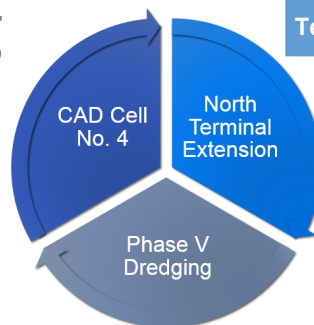 CAD Cell
No. 4
North
Terminal
Extension
Phase V
Dredging